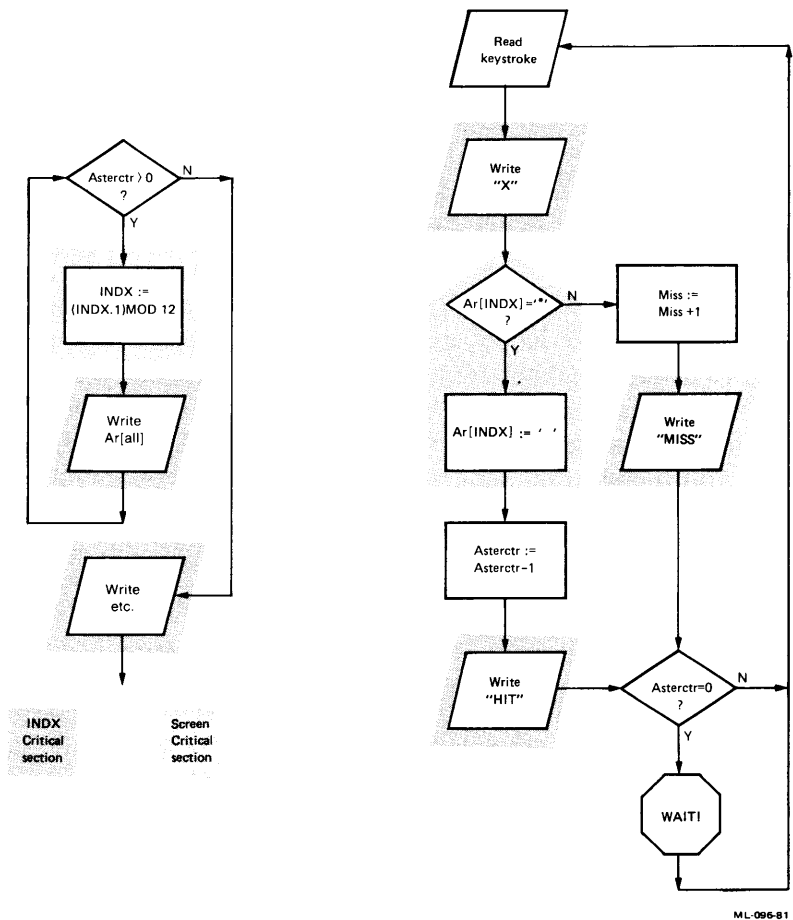 Asterctr > 0
?
N
Y
INDX :=
(INDX.1)MOD 12
Write
Ar[all]
Write
etc.
INDX
Critical
section
Screen
Critical
section
Read
keystroke
Write
"X"
Ar[INDX]='*'
?
N
Y
Miss :=
Miss +1
Ar[INDX] := ' '
Write
"MISS"
Asterctr :=
Asterctr-1
Write
"HIT"
Asterctr=0
?
N
Y
WAIT!
ML-096-81